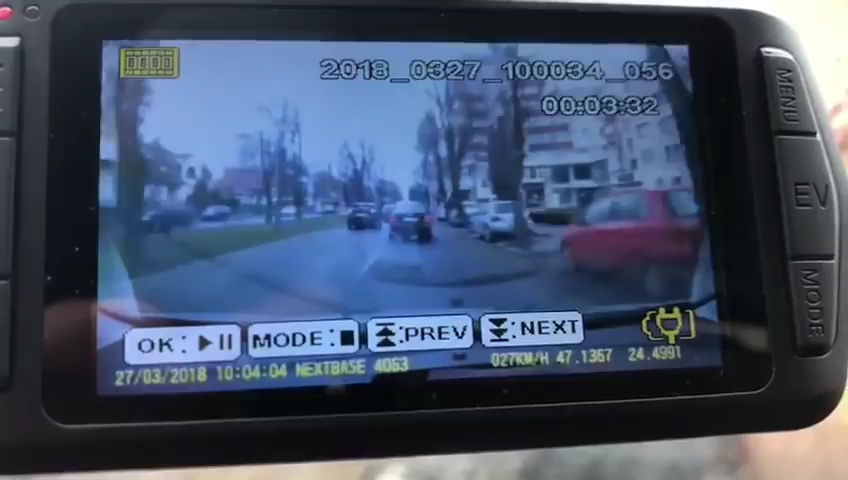 2018_0327_100034_056
00:03:32
MENU
EV
MODE
OK:▶II MODE:■ PREV NEXT
27/03/2018 10:04:04 NEXTBASE 4063 027KM/H 47.1367 24.4991